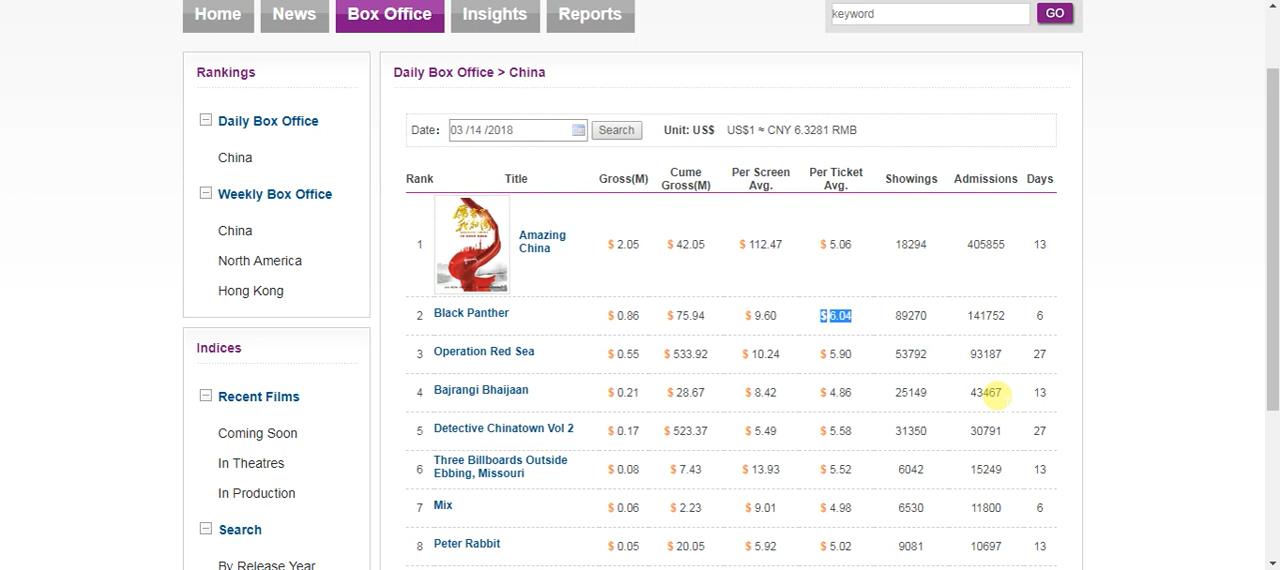 Home News Box Office Insights Reports keyword GO
Rankings
Daily Box Office
China
Weekly Box Office
China
North America
Hong Kong
Indices
Recent Films
Coming Soon
In Theatres
In Production
Search
By Release Year
Daily Box Office > China
Date: 03 /14 /2018 Search Unit: US$ US$1 ≈ CNY 6.3281 RMB
Rank Title Gross(M) Cume Gross(M) Per Screen Avg. Per Ticket Avg. Showings Admissions Days
1 Amazing China $ 2.05 $ 42.05 $ 112.47 $ 5.06 18294 405855 13
2 Black Panther $ 0.86 $ 75.94 $ 9.60 $ 6.04 89270 141752 6
3 Operation Red Sea $ 0.55 $ 533.92 $ 10.24 $ 5.90 53792 93187 27
4 Bajrangi Bhaijaan $ 0.21 $ 28.67 $ 8.42 $ 4.86 25149 43467 13
5 Detective Chinatown Vol 2 $ 0.17 $ 523.37 $ 5.49 $ 5.58 31350 30791 27
6 Three Billboards Outside Ebbing, Missouri $ 0.08 $ 7.43 $ 13.93 $ 5.52 6042 15249 13
7 Mix $ 0.06 $ 2.23 $ 9.01 $ 4.98 6530 11800 6
8 Peter Rabbit $ 0.05 $ 20.05 $ 5.92 $ 5.02 9081 10697 13